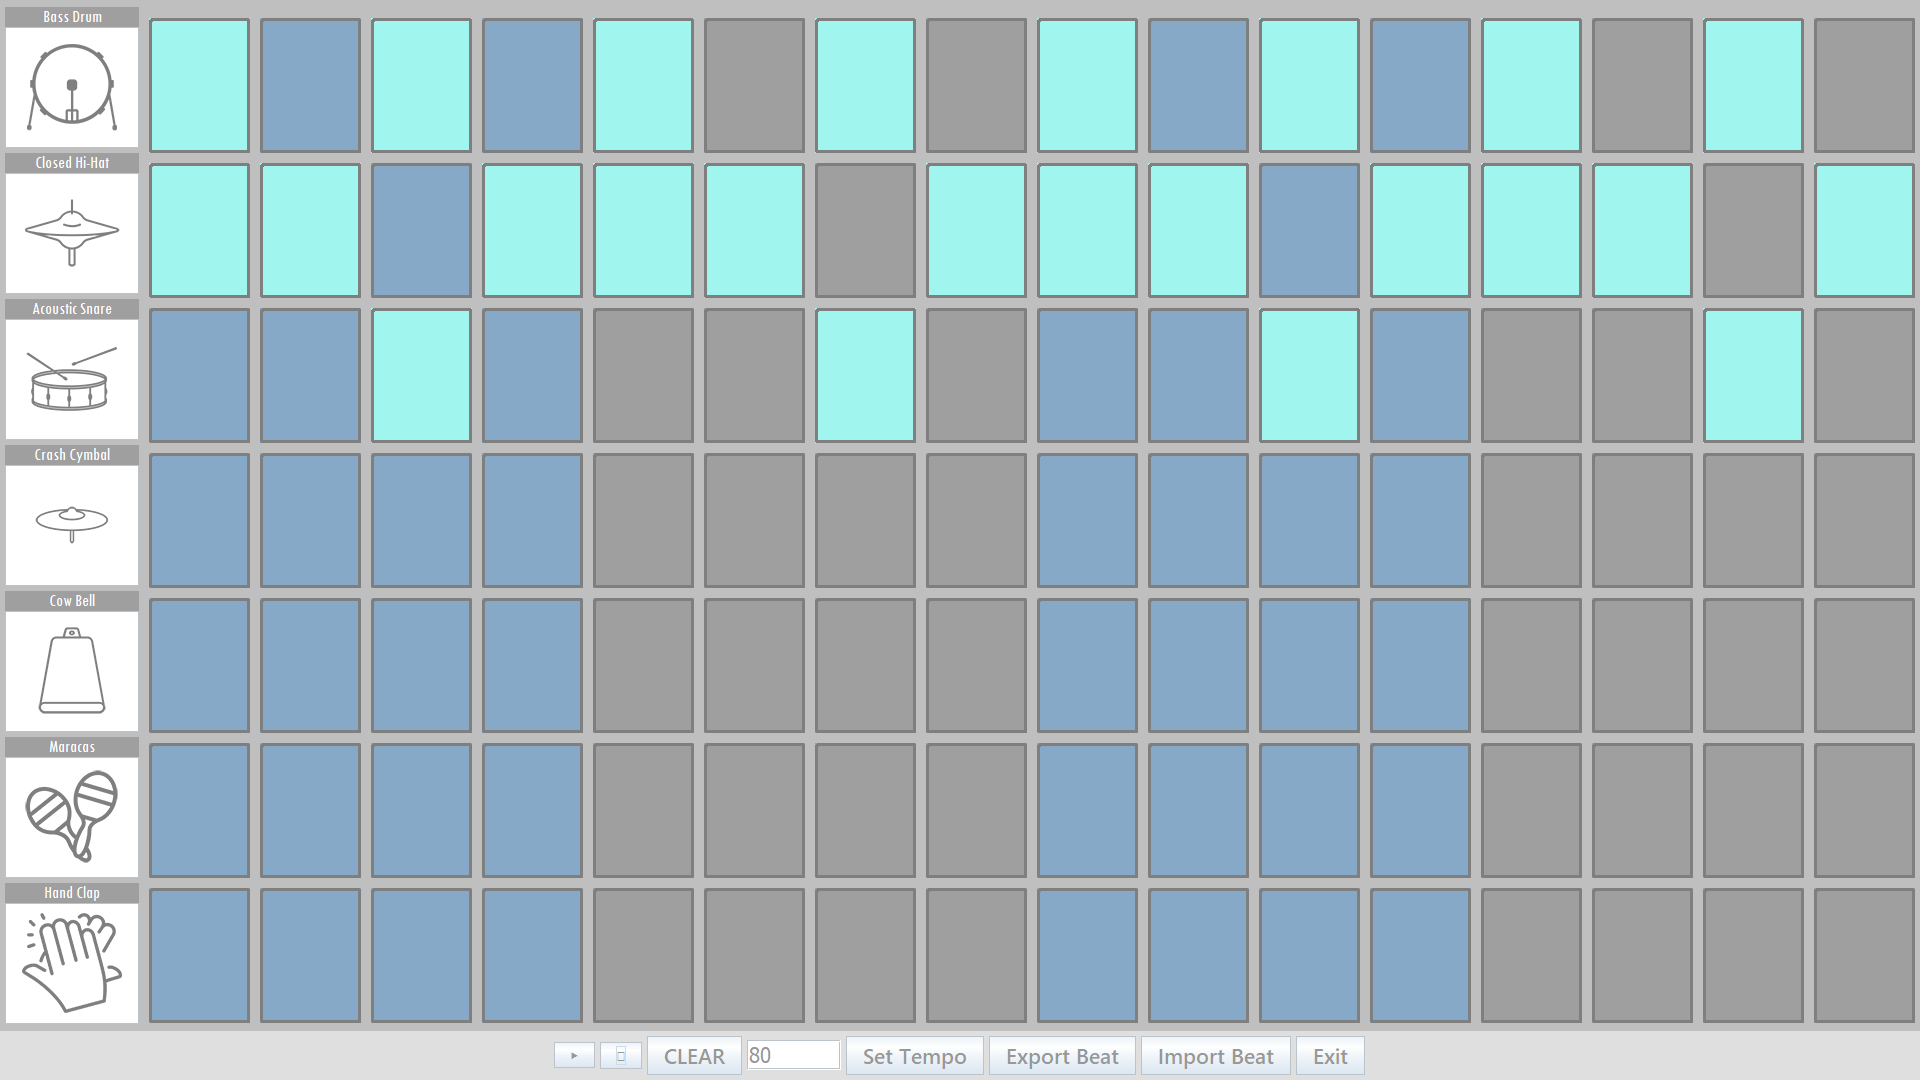 Bass Drum
Closed Hi-Hat
Acoustic Snare
Crash Cymbal
Cow Bell
Maracas
Hand Clap
CLEAR 80 Set Tempo Export Beat Import Beat Exit